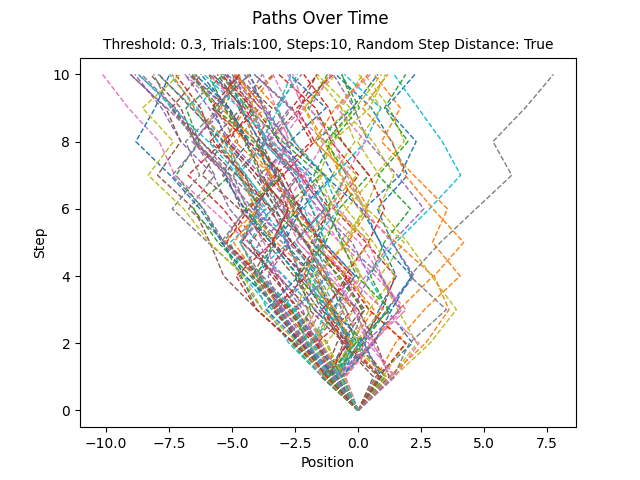 Paths Over Time
Threshold: 0.3, Trials:100, Steps:10, Random Step Distance: True
10
8
6
4
2
0
Step
−10.0 −7.5 −5.0 −2.5 0.0 2.5 5.0 7.5
Position